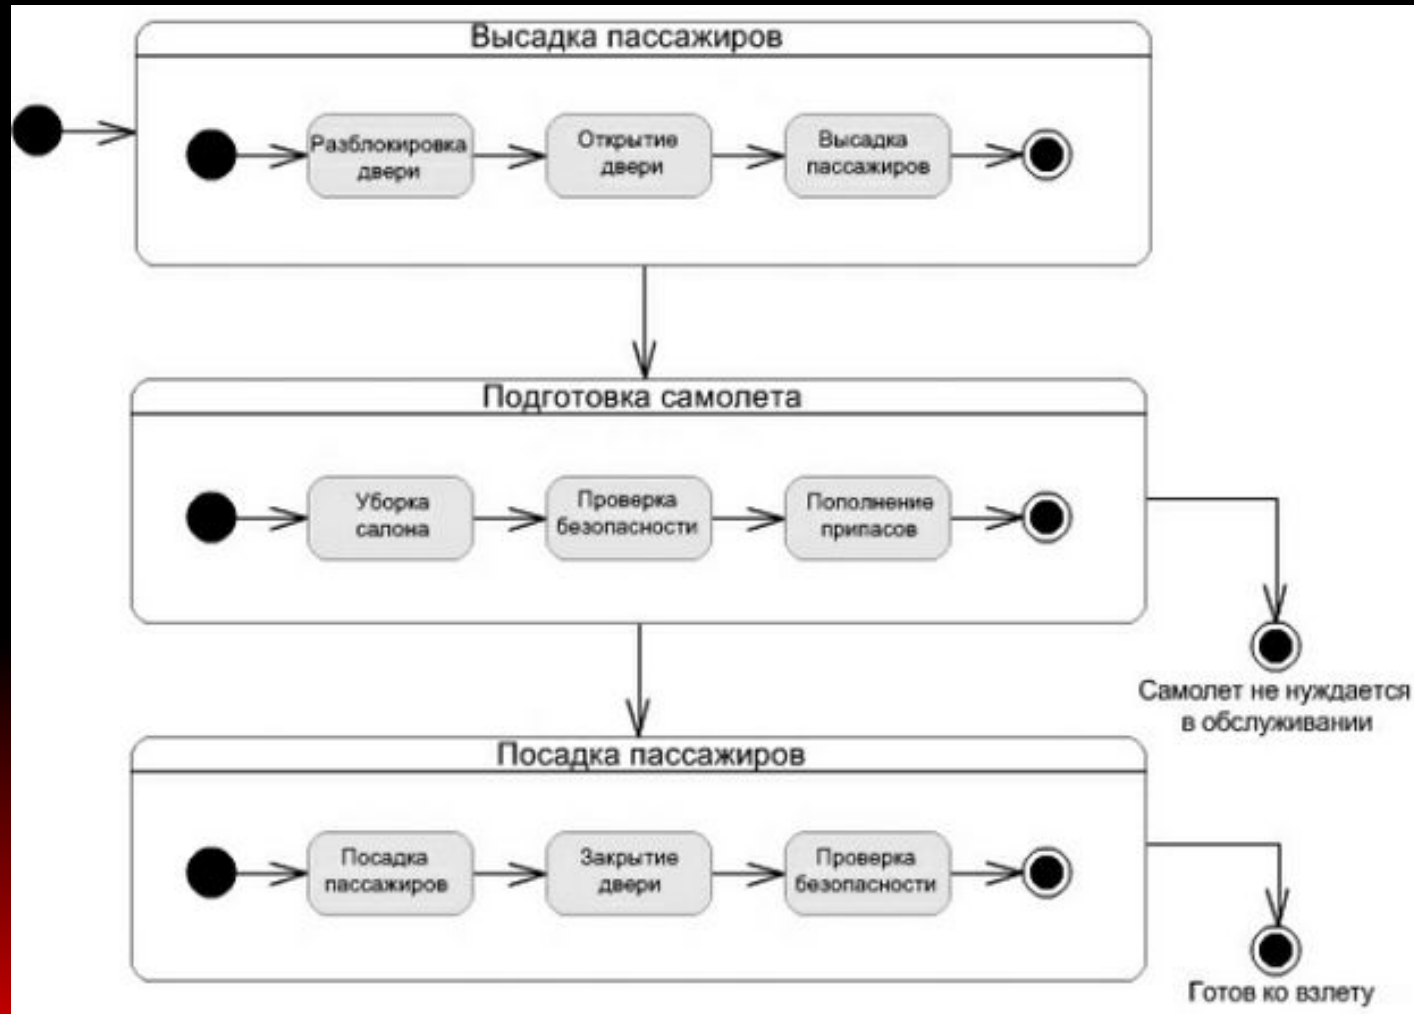 Высадка пассажиров
Разблокировка
двери
Открытие
двери
Высадка
пассажиров
Подготовка самолета
Уборка
салона
Проверка
безопасности
Пополнение
припасов
Самолет не нуждается
в обслуживании
Посадка пассажиров
Посадка
пассажиров
Закрытие
двери
Проверка
безопасности
Готов ко взлету